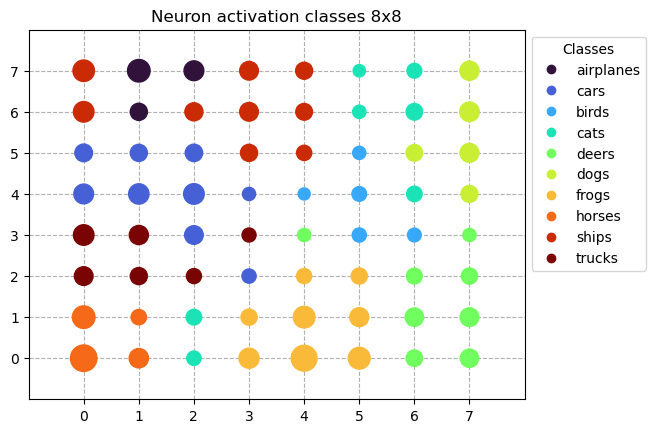 Neuron activation classes 8x8
7
6
5
4
3
2
1
0
0 1 2 3 4 5 6 7
Classes
airplanes
cars
birds
cats
deers
dogs
frogs
horses
ships
trucks